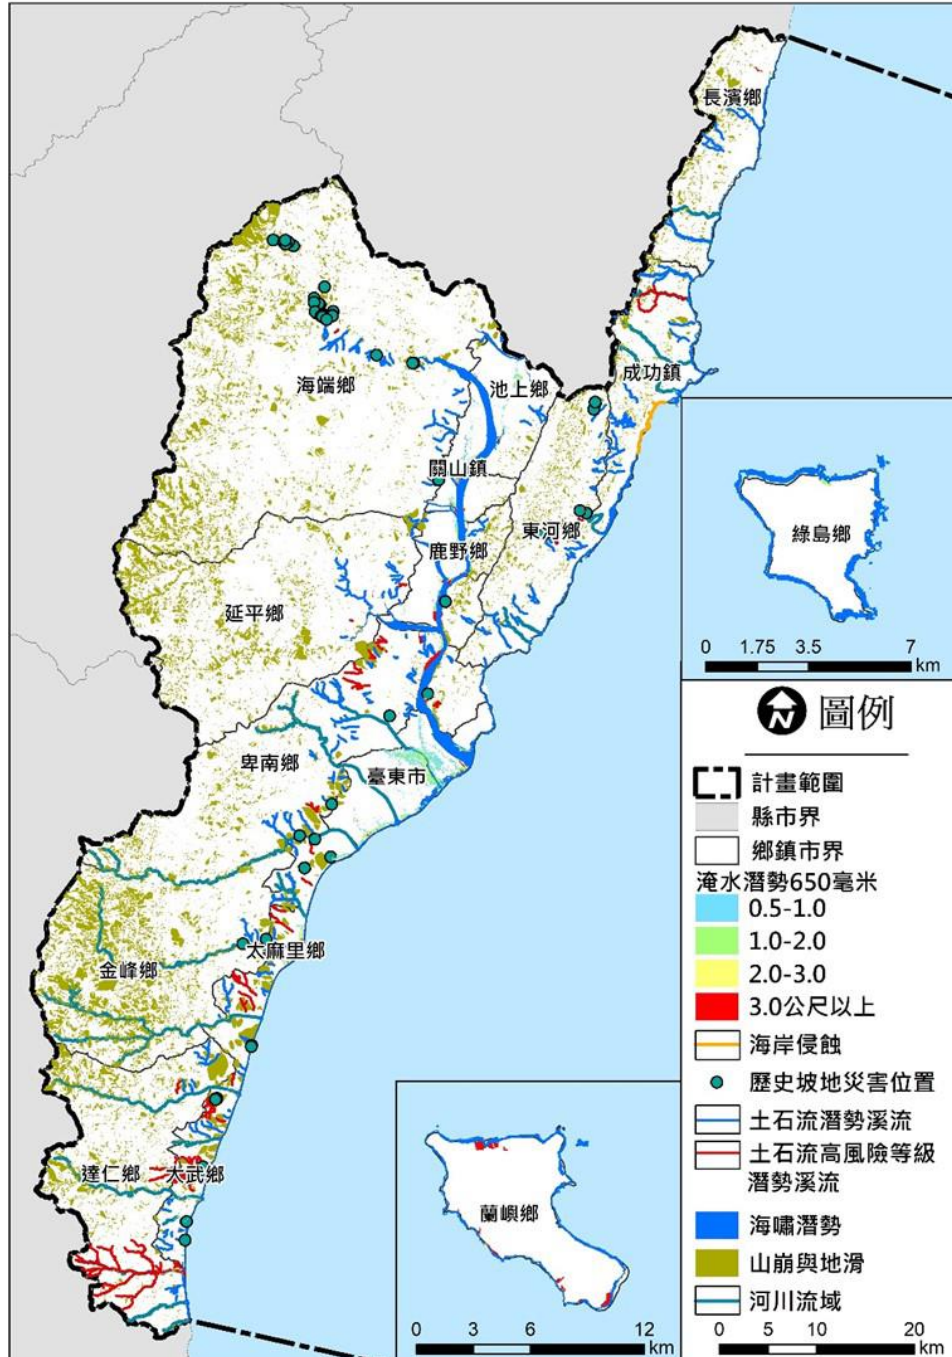 長濱鄉
成功鎮
海端鄉
池上鄉
關山鎮
東河鄉
鹿野鄉
延平鄉
卑南鄉
臺東市
太麻里鄉
金峰鄉
達仁鄉
大武鄉
綠島鄉
0 1.75 3.5 7
km
蘭嶼鄉
0 3 6 12
km
N 圖例
計畫範圍
縣市界
鄉鎮市界
淹水潛勢650毫米
0.5-1.0
1.0-2.0
2.0-3.0
3.0公尺以上
海岸侵蝕
歷史坡地災害位置
土石流潛勢溪流
土石流高風險等級
潛勢溪流
海嘯潛勢
山崩與地滑
河川流域
0 5 10 20
km